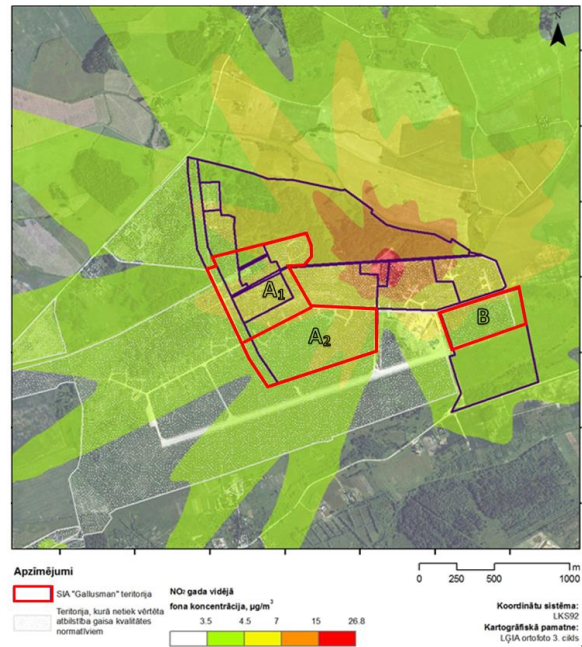 N
A1
A2
B
Apzīmējumi
SIA "Gallusman" teritorija
Teritorija, kurā netiek vērtēta
atbilstība gaisa kvalitātes
normatīviem
NO₂ gada vidējā
fona koncentrācija, µg/m³
3.5 4.5 7 15 26.8
0 250 500 1000 m
Koordinātu sistēma:
LKS92
Kartogrāfiskā pamatne:
LĢIA ortofoto 3. cikls